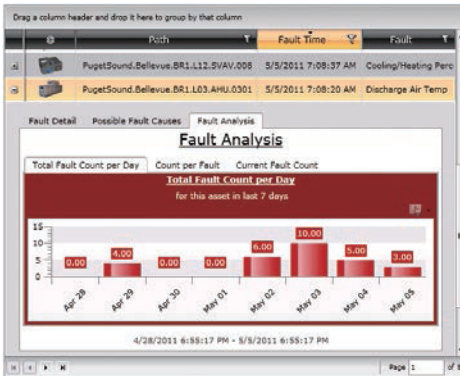 Drag a column header and drop it here to group by that column
Path Fault Time Fault
PugetSound.Bellevue.BR1.L12.SVAV.008 5/5/2011 7:08:37 AM Cooling/Heating Perc
PugetSound.Bellevue.BR1.L03.AHU.0301 5/5/2011 7:08:20 AM Discharge Air Temp
Fault Detail Possible Fault Causes Fault Analysis
Fault Analysis
Total Fault Count per Day Count per Fault Current Fault Count
Total Fault Count per Day
for this asset in last 7 days
15
10
5
0
0.00 4.00 0.00 0.00 6.00 10.00 5.00 3.00
Apr 28 Apr 29 Apr 30 May 01 May 02 May 03 May 04 May 05
4/28/2011 6:55:17 PM - 5/5/2011 6:55:17 PM
Page 1 of